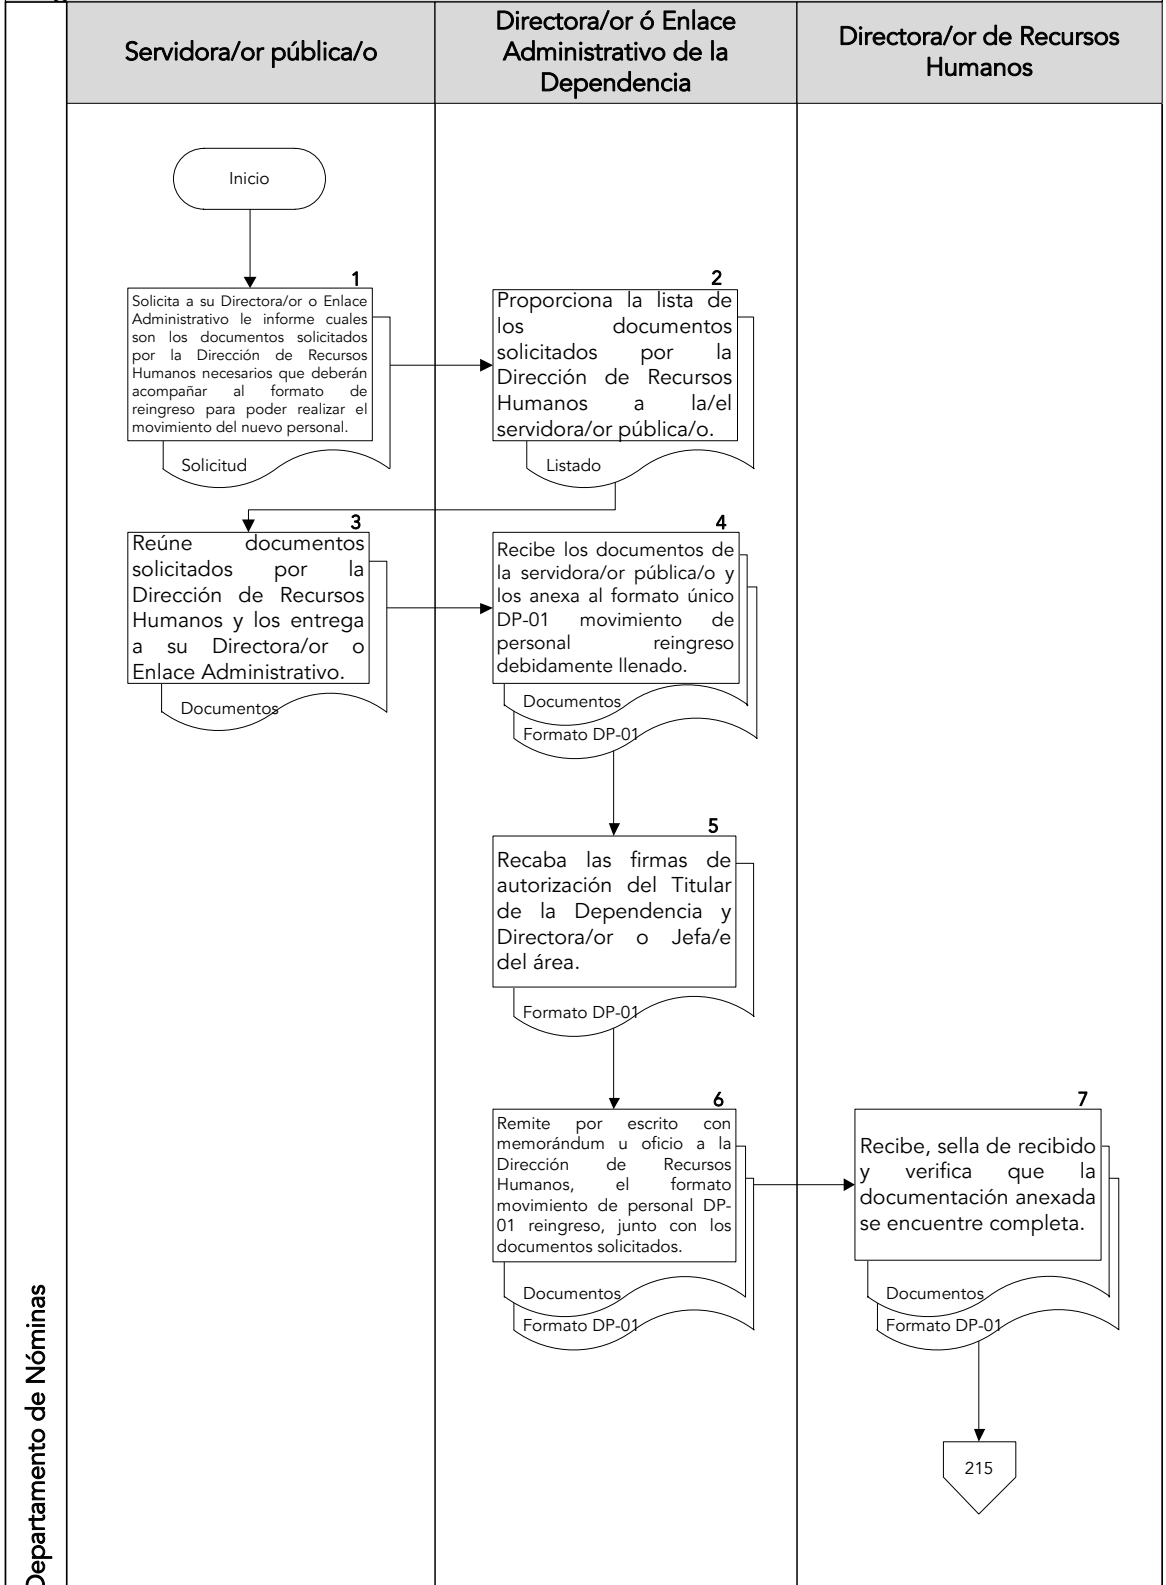 Servidora/or pública/o
Directora/or ó Enlace
Administrativo de la
Dependencia
Directora/or de Recursos
Humanos
Inicio
1
Solicita a su Directora/or o Enlace
Administrativo le informe cuales
son los documentos solicitados
por la Dirección de Recursos
Humanos necesarios que deberán
acompañar al formato de
reingreso para poder realizar el
movimiento del nuevo personal.
Solicitud
2
Proporciona la lista de
los documentos
solicitados por la
Dirección de Recursos
Humanos a la/el
servidora/or pública/o.
Listado
3
Reúne documentos
solicitados por la
Dirección de Recursos
Humanos y los entrega
a su Directora/or o
Enlace Administrativo.
Documentos
4
Recibe los documentos de
la servidora/or pública/o y
los anexa al formato único
DP-01 movimiento de
personal reingreso
debidamente llenado.
Documentos
Formato DP-01
5
Recaba las firmas de
autorización del Titular
de la Dependencia y
Directora/or o Jefa/e
del área.
Formato DP-01
6
Remite por escrito con
memorándum u oficio a la
Dirección de Recursos
Humanos, el formato
movimiento de personal DP-
01 reingreso, junto con los
documentos solicitados.
Documentos
Formato DP-01
7
Recibe, sella de recibido
y verifica que la
documentación anexada
se encuentre completa.
Documentos
Formato DP-01
215
Departamento de Nóminas